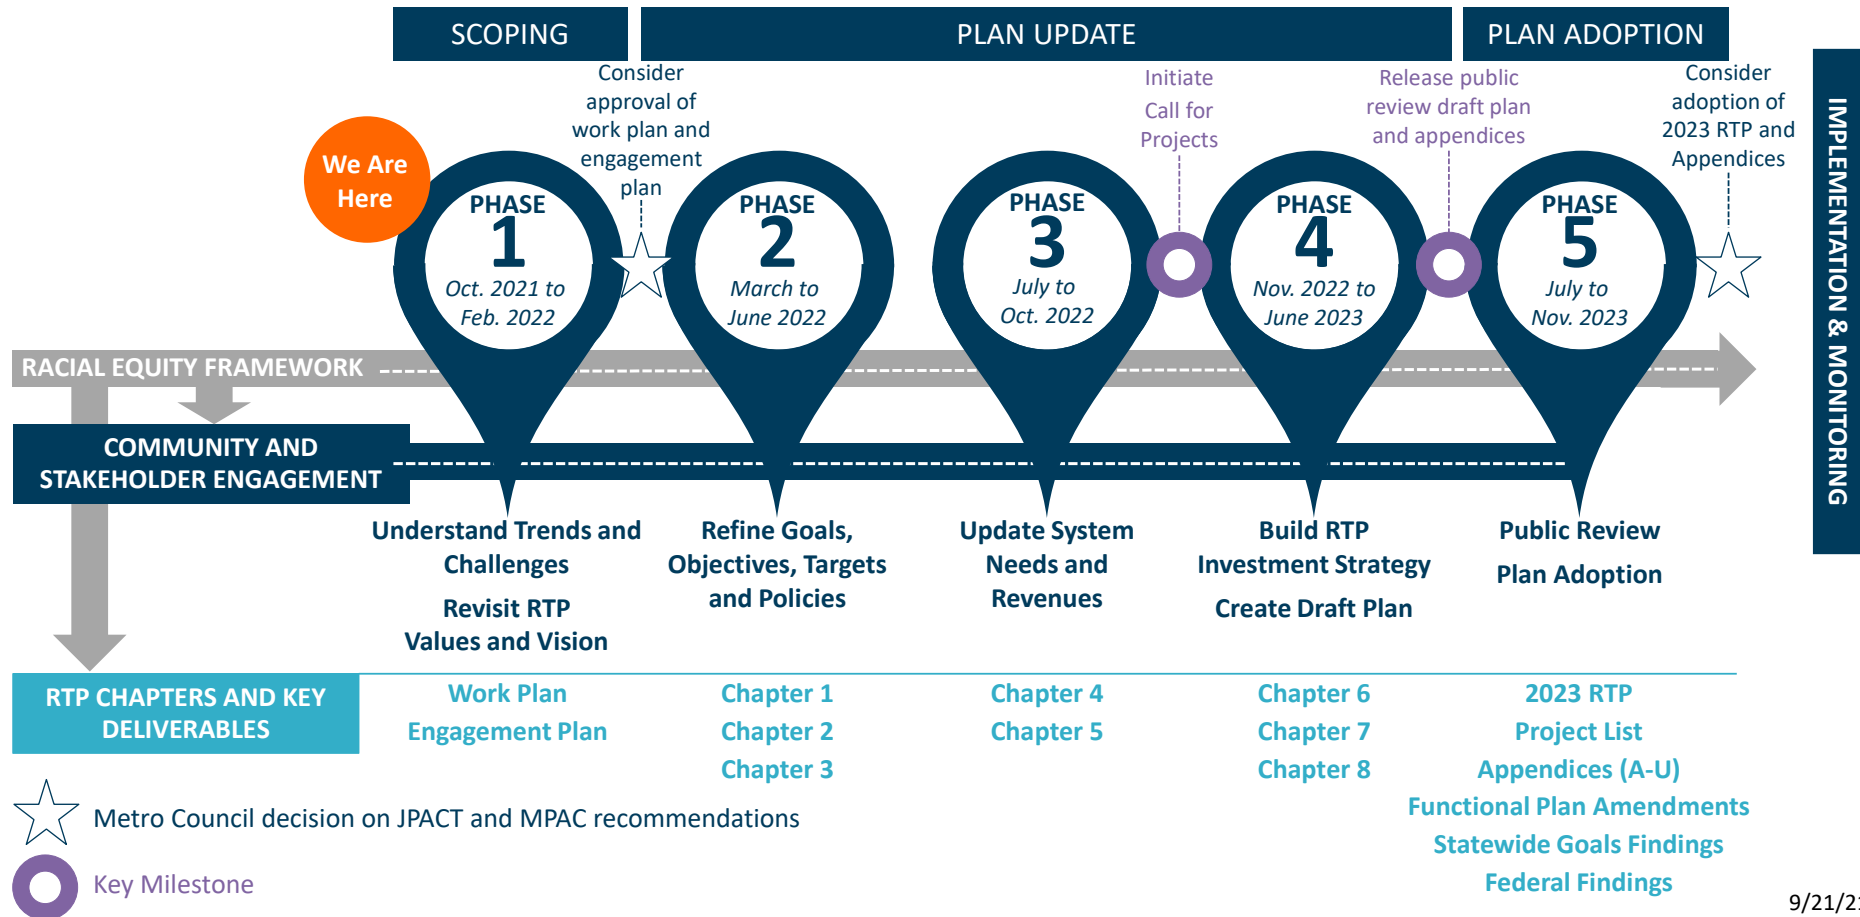 SCOPING
PLAN UPDATE
PLAN ADOPTION
Consider
approval of
work plan and
engagement
plan
Initiate
Call for
Projects
Release public
review draft plan
and appendices
Consider
adoption of
2023 RTP and
Appendices
IMPLEMENTATION & MONITORING
We Are
Here
PHASE
1
Oct. 2021 to
Feb. 2022
PHASE
2
March to
June 2022
PHASE
3
July to
Oct. 2022
PHASE
4
Nov. 2022 to
June 2023
PHASE
5
July to
Nov. 2023
RACIAL EQUITY FRAMEWORK
COMMUNITY AND
STAKEHOLDER ENGAGEMENT
Understand Trends and
Challenges
Revisit RTP
Values and Vision
Refine Goals,
Objectives, Targets
and Policies
Update System
Needs and
Revenues
Build RTP
Investment Strategy
Create Draft Plan
Public Review
Plan Adoption
RTP CHAPTERS AND KEY
DELIVERABLES
Work Plan
Engagement Plan
Chapter 1
Chapter 2
Chapter 3
Chapter 4
Chapter 5
Chapter 6
Chapter 7
Chapter 8
2023 RTP
Project List
Appendices (A-U)
Functional Plan Amendments
Statewide Goals Findings
Federal Findings
Metro Council decision on JPACT and MPAC recommendations
Key Milestone
9/21/21